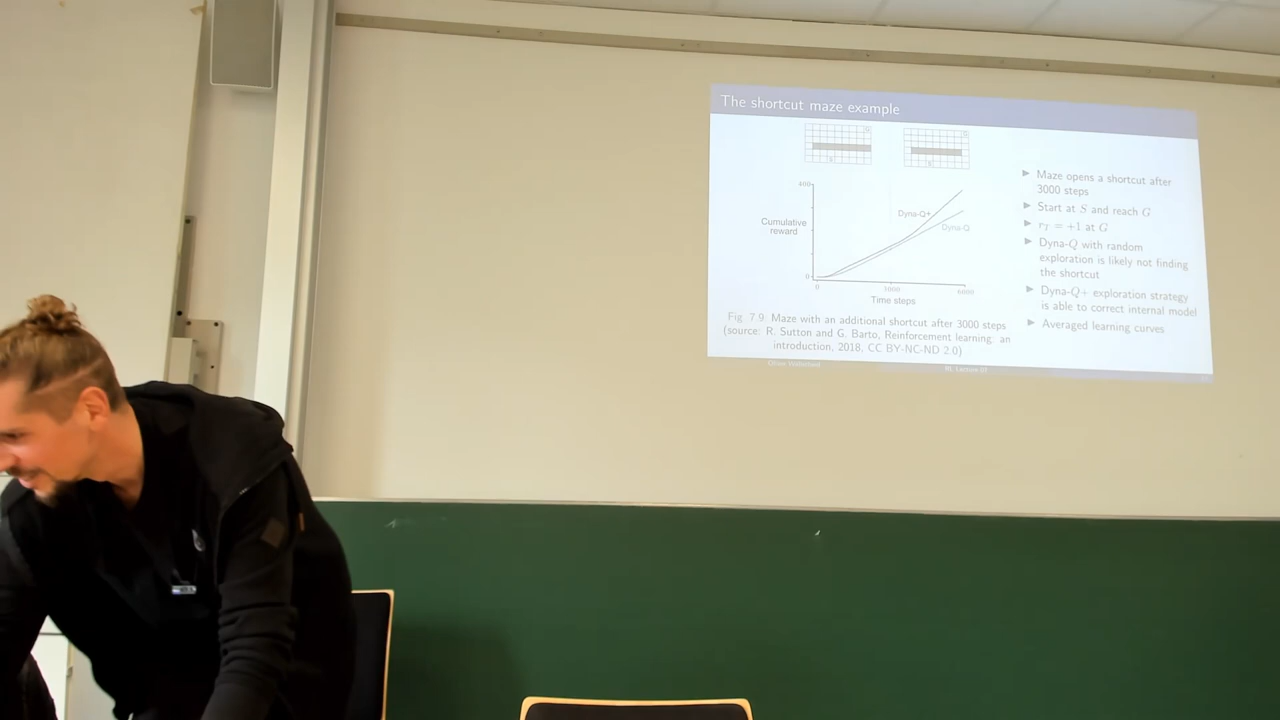 The shortcut maze example
G
G
S
S
400
Dyna-Q+
Cumulative
reward
Dyna-Q
0
0
6000
Time steps
Fig. 7.9: Maze with an additional shortcut after 3000 steps
(source: R. Sutton and G. Barto, Reinforcement learning: an
introduction, 2018, CC BY-NC-ND 2.0)
▶ Maze opens a shortcut after
3000 steps
▶ Start at S and reach G
▶ r_T = +1 at G
▶ Dyna-Q with random
exploration is likely not finding
the shortcut
▶ Dyna-Q+ exploration strategy
is able to correct internal model
▶ Averaged learning curves
RL Lecture 07